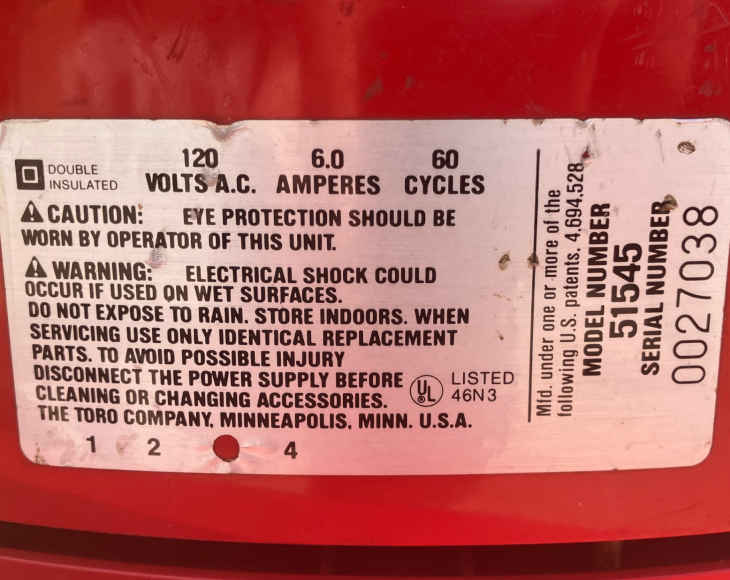 DOUBLE
INSULATED
120 6.0 60
VOLTS A.C. AMPERES CYCLES
⚠ CAUTION: EYE PROTECTION SHOULD BE
WORN BY OPERATOR OF THIS UNIT.
⚠ WARNING: ELECTRICAL SHOCK COULD
OCCUR IF USED ON WET SURFACES.
DO NOT EXPOSE TO RAIN. STORE INDOORS. WHEN
SERVICING USE ONLY IDENTICAL REPLACEMENT
PARTS. TO AVOID POSSIBLE INJURY
DISCONNECT THE POWER SUPPLY BEFORE
CLEANING OR CHANGING ACCESSORIES.
THE TORO COMPANY, MINNEAPOLIS, MINN. U.S.A.
UL LISTED
46N3
1 2 4
Mfd. under one or more of the
following U.S. patents, 4,694,528
MODEL NUMBER
51545
SERIAL NUMBER
0027038